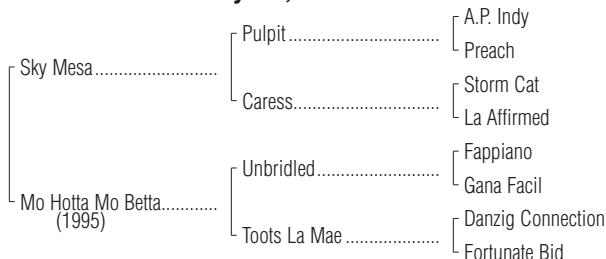 A.P. Indy
Pulpit
Preach
Sky Mesa
Storm Cat
Caress
La Affirmed
Fappiano
Unbridled
Gana Facil
Mo Hotta Mo Betta
(1995)
Danzig Connection
Toots La Mae
Fortunate Bid